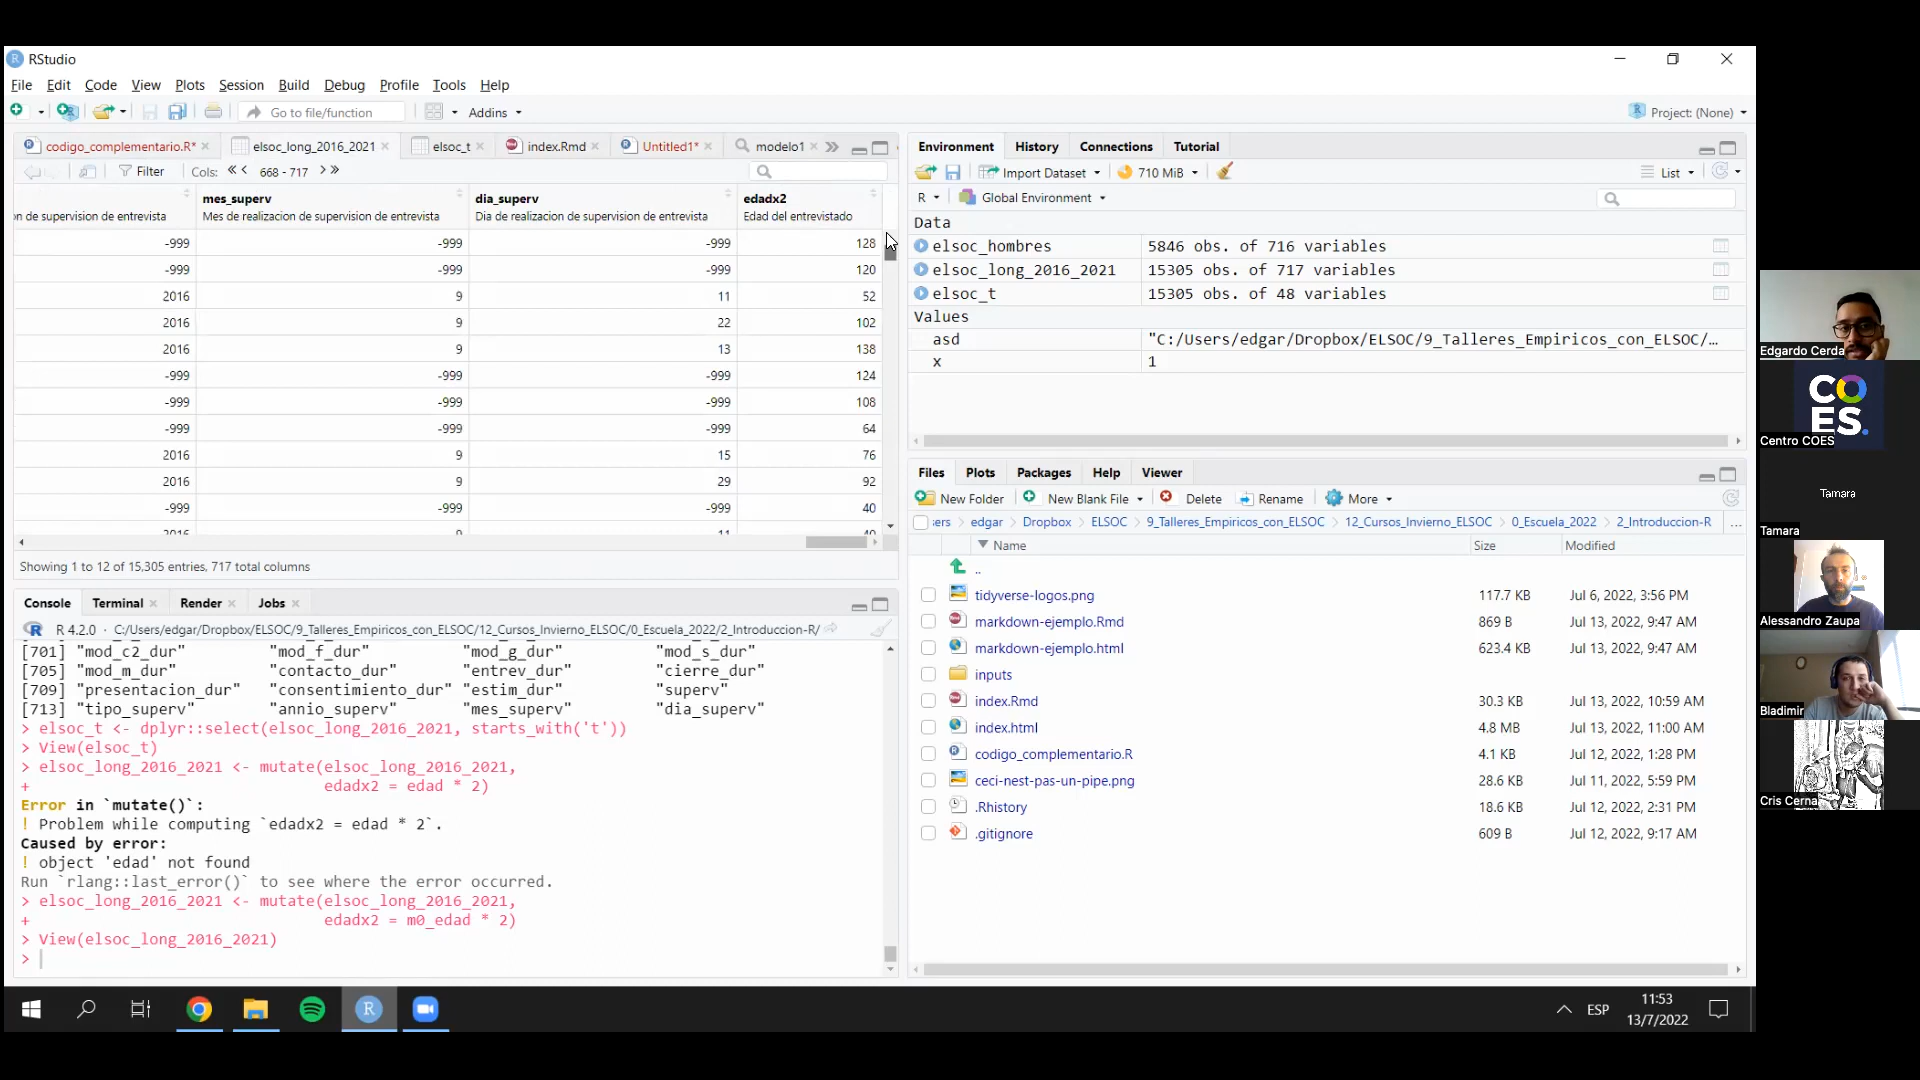 RStudio
File Edit Code View Plots Session Build Debug Profile Tools Help
Go to file/function Addins Project: (None)
codigo_complementario.R* elsoc_long_2016_2021 elsoc_t index.Rmd Untitled1* modelo1
Filter Cols: 668 - 717
mes_superv dia_superv edadx2
de supervision de entrevista Mes de realizacion de supervision de entrevista Dia de realizacion de supervision de entrevista Edad del entrevistado
-999 -999 -999 128
-999 -999 -999 120
2016 9 11 52
2016 9 22 102
2016 9 13 138
-999 -999 -999 124
-999 -999 -999 108
-999 -999 -999 64
2016 9 15 76
2016 9 29 92
-999 -999 -999 40
2016 9 11 40
Showing 1 to 12 of 15,305 entries, 717 total columns
Console Terminal Render Jobs
R 4.2.0 · C:/Users/edgar/Dropbox/ELSOC/9_Talleres_Empiricos_con_ELSOC/12_Cursos_Invierno_ELSOC/0_Escuela_2022/2_Introduccion-R/
[701] "mod_c2_dur" "mod_f_dur" "mod_g_dur" "mod_s_dur"
[705] "mod_m_dur" "contacto_dur" "entrev_dur" "cierre_dur"
[709] "presentacion_dur" "consentimiento_dur" "estim_dur" "superv"
[713] "tipo_superv" "annio_superv" "mes_superv" "dia_superv"
> elsoc_t <- dplyr::select(elsoc_long_2016_2021, starts_with('t'))
> View(elsoc_t)
> elsoc_long_2016_2021 <- mutate(elsoc_long_2016_2021,
+ edadx2 = edad * 2)
Error in `mutate()`:
! Problem while computing `edadx2 = edad * 2`.
Caused by error:
! object 'edad' not found
Run `rlang::last_error()` to see where the error occurred.
> elsoc_long_2016_2021 <- mutate(elsoc_long_2016_2021,
+ edadx2 = m0_edad * 2)
> View(elsoc_long_2016_2021)
>
Environment History Connections Tutorial
Import Dataset 710 MiB List
R Global Environment
Data
elsoc_hombres 5846 obs. of 716 variables
elsoc_long_2016_2021 15305 obs. of 717 variables
elsoc_t 15305 obs. of 48 variables
Values
asd "C:/Users/edgar/Dropbox/ELSOC/9_Talleres_Empiricos_con_ELSOC/…
x 1
Files Plots Packages Help Viewer
New Folder New Blank File Delete Rename More
ers edgar Dropbox ELSOC 9_Talleres_Empiricos_con_ELSOC 12_Cursos_Invierno_ELSOC 0_Escuela_2022 2_Introduccion-R ...
Name Size Modified
..
tidyverse-logos.png 117.7 KB Jul 6, 2022, 3:56 PM
markdown-ejemplo.Rmd 869 B Jul 13, 2022, 9:47 AM
markdown-ejemplo.html 623.4 KB Jul 13, 2022, 9:47 AM
inputs
index.Rmd 30.3 KB Jul 13, 2022, 10:59 AM
index.html 4.8 MB Jul 13, 2022, 11:00 AM
codigo_complementario.R 4.1 KB Jul 12, 2022, 1:28 PM
ceci-nest-pas-un-pipe.png 28.6 KB Jul 11, 2022, 5:59 PM
.Rhistory 18.6 KB Jul 12, 2022, 2:31 PM
.gitignore 609 B Jul 12, 2022, 9:17 AM
ESP
11:53
13/7/2022
Edgardo Cerda
COES.
Centro COES
Tamara
Tamara
Alessandro Zaupa
Bladimir
Cris Cerna